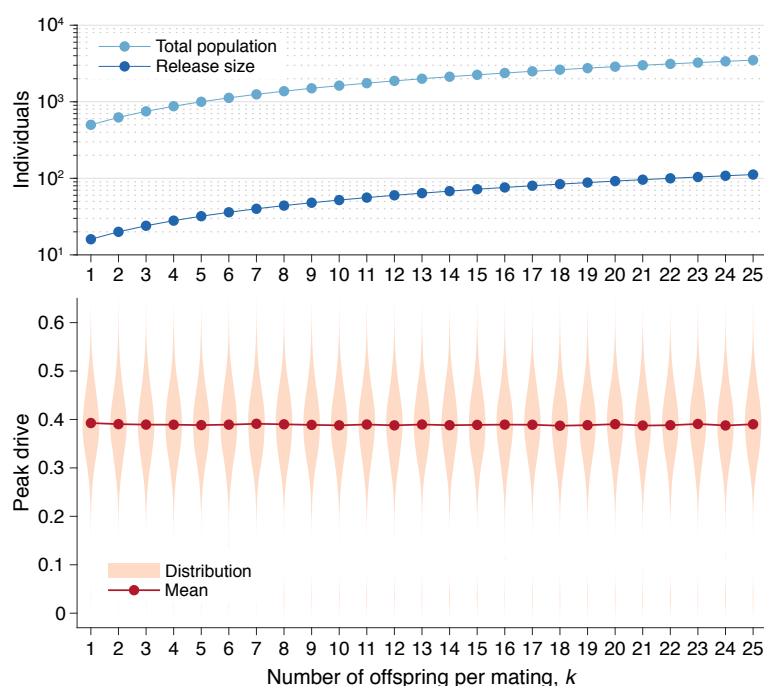 10⁴
Total population
Release size
10³
Individuals
10²
10¹
1 2 3 4 5 6 7 8 9 10 11 12 13 14 15 16 17 18 19 20 21 22 23 24 25
0.6
0.5
0.4
Peak drive
0.3
0.2
0.1
Distribution
Mean
0
1 2 3 4 5 6 7 8 9 10 11 12 13 14 15 16 17 18 19 20 21 22 23 24 25
Number of offspring per mating, k